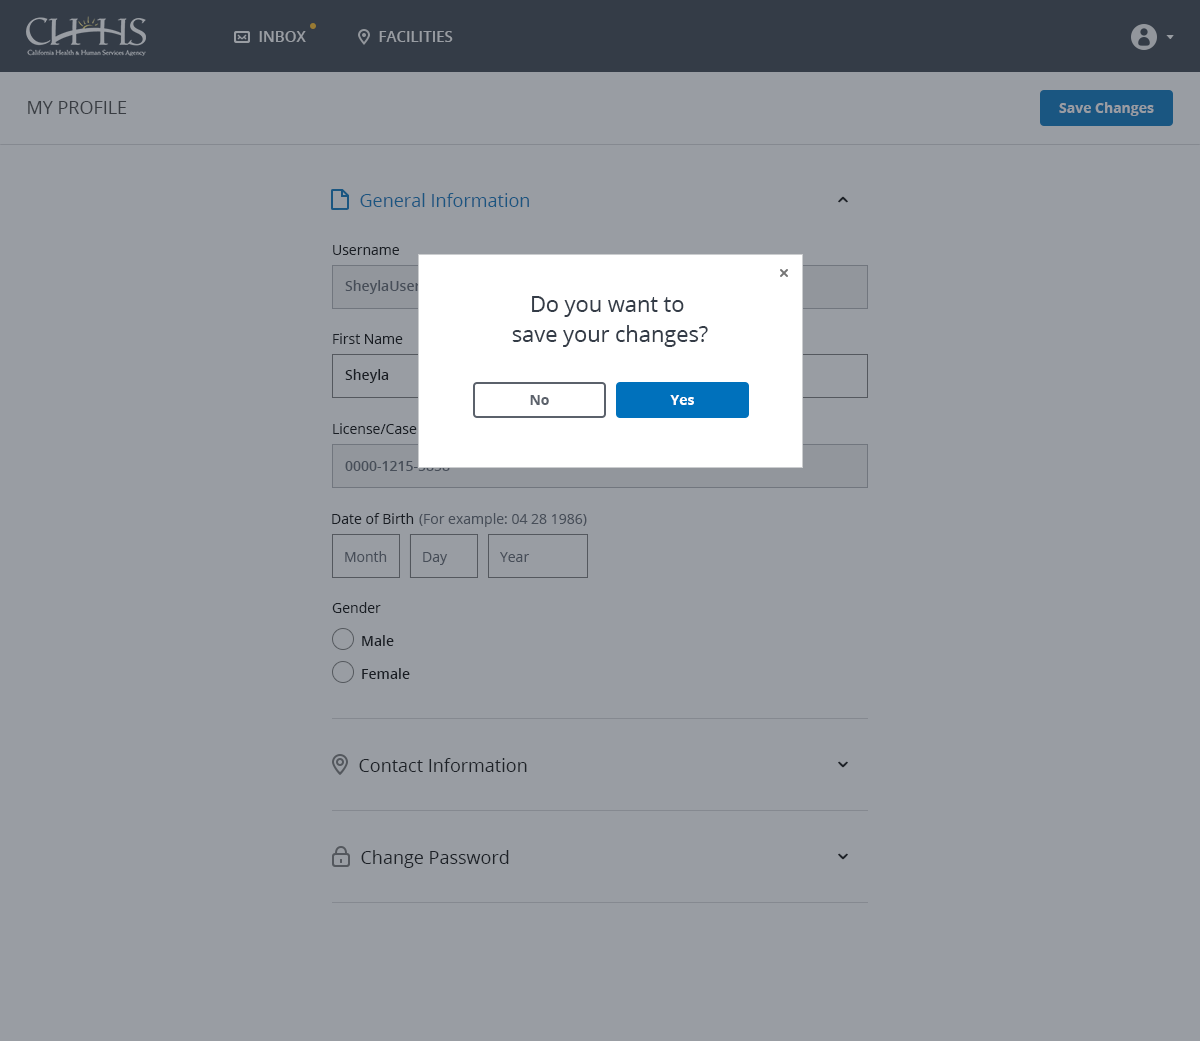 CHHS
California Health & Human Services Agency
INBOX
FACILITIES
MY PROFILE
Save Changes
General Information
Username
SheylaUser
First Name
Sheyla
License/Case
0000-1215-
Date of Birth (For example: 04 28 1986)
Month Day Year
Gender
Male
Female
Contact Information
Change Password
×
Do you want to
save your changes?
No Yes